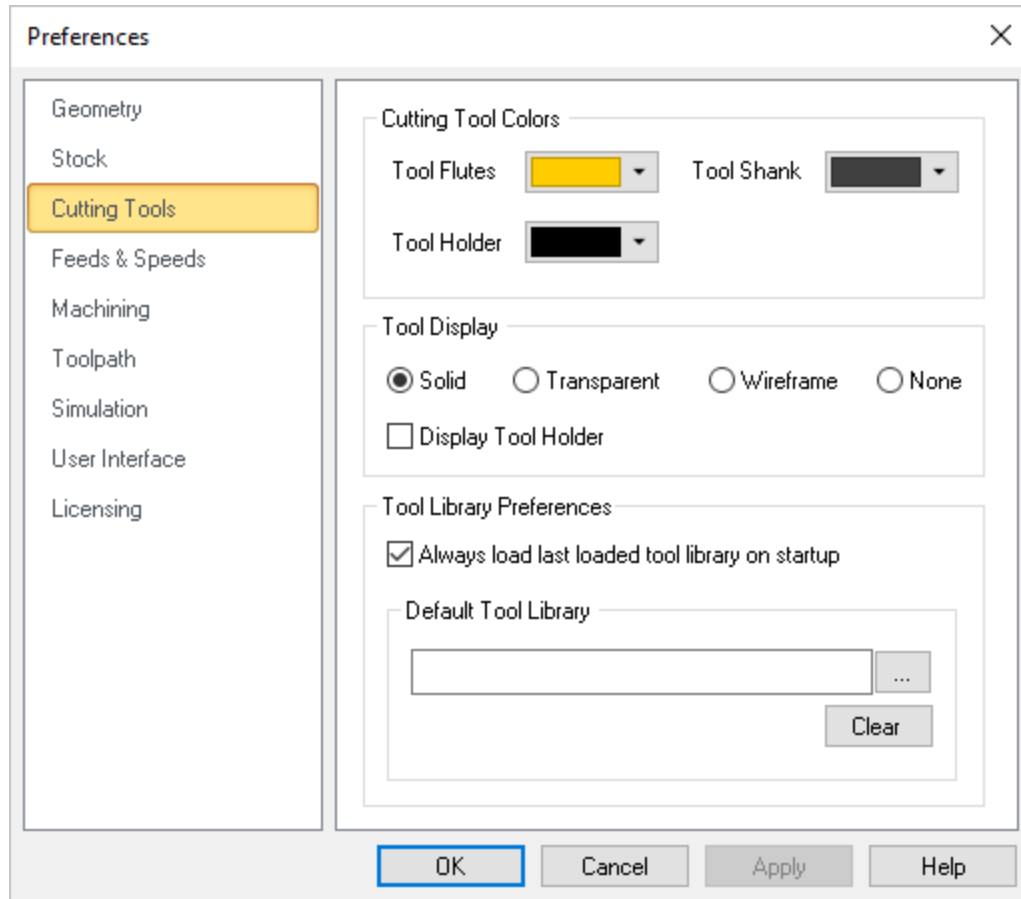 Preferences
Geometry
Stock
Cutting Tools
Feeds & Speeds
Machining
Toolpath
Simulation
User Interface
Licensing
Cutting Tool Colors
Tool Flutes Tool Shank
Tool Holder
Tool Display
Solid Transparent Wireframe None
Display Tool Holder
Tool Library Preferences
Always load last loaded tool library on startup
Default Tool Library
...
Clear
OK Cancel Apply Help